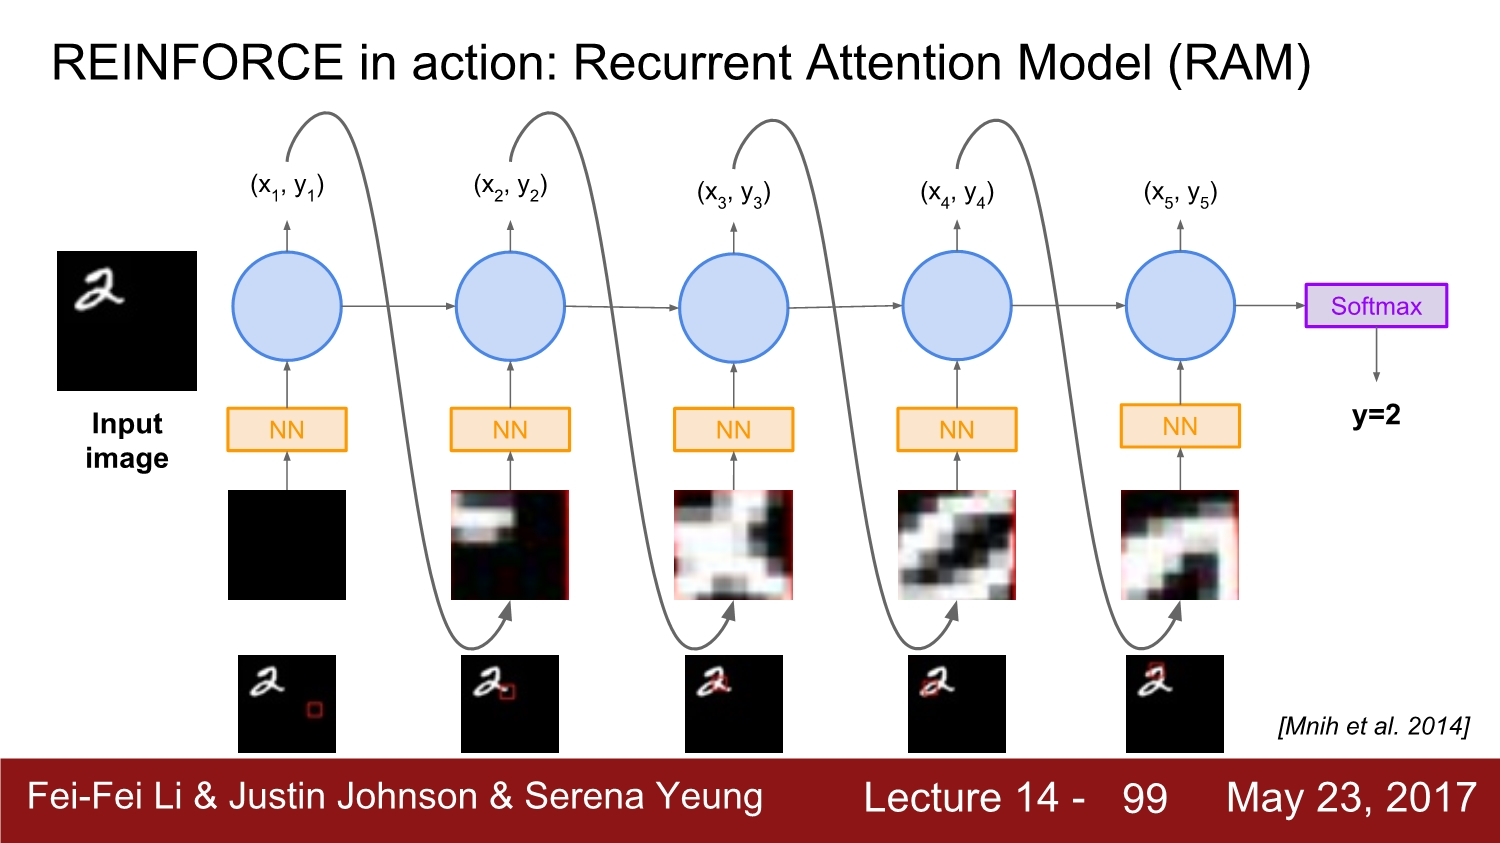 REINFORCE in action: Recurrent Attention Model (RAM)
(x1, y1) (x2, y2) (x3, y3) (x4, y4) (x5, y5)
Softmax
Input
image
NN NN NN NN NN
y=2
[Mnih et al. 2014]
Fei-Fei Li & Justin Johnson & Serena Yeung Lecture 14 - 99 May 23, 2017